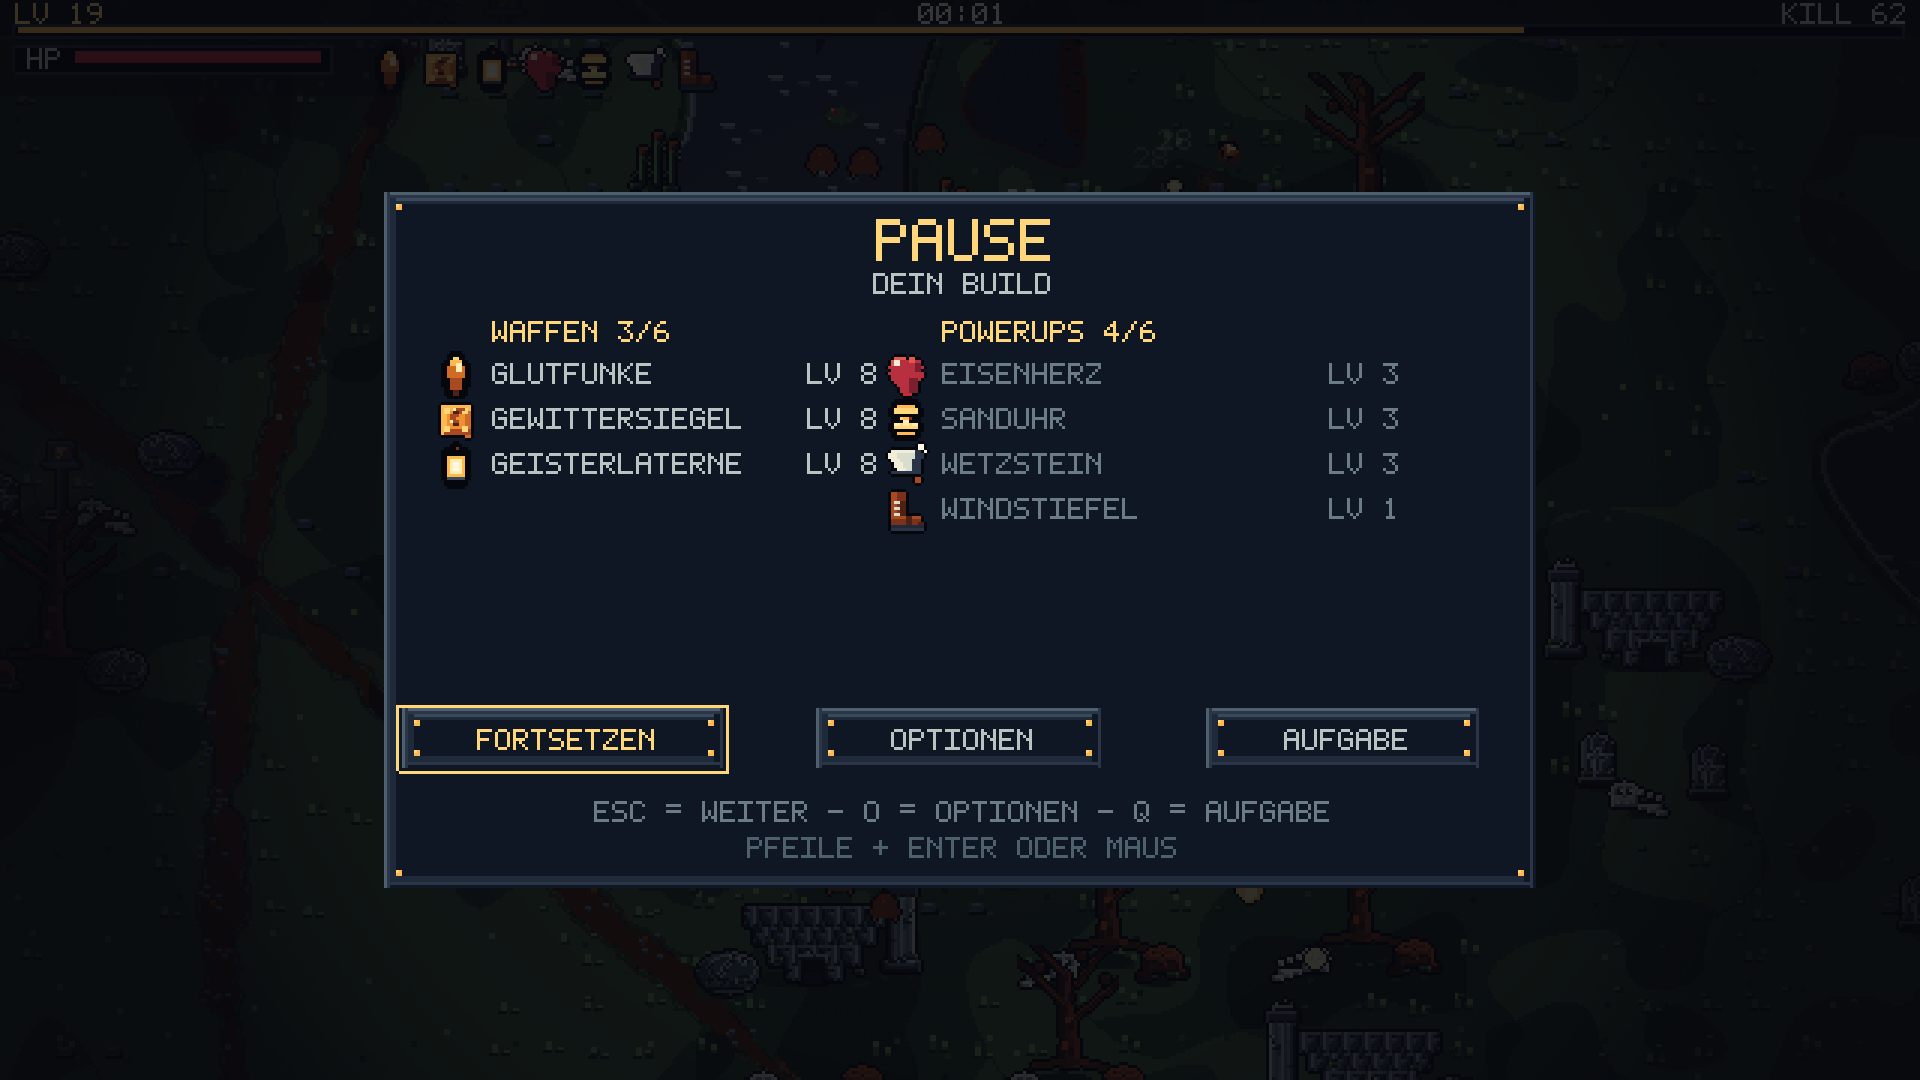 LV 19 00:01 KILL 62
HP
28
28
PAUSE
DEIN BUILD
WAFFEN 3/6 POWERUPS 4/6
GLUTFUNKE LV 8 EISENHERZ LV 3
GEWITTERSIEGEL LV 8 SANDUHR LV 3
GEISTERLATERNE LV 8 WETZSTEIN LV 3
WINDSTIEFEL LV 1
FORTSETZEN OPTIONEN AUFGABE
ESC = WEITER - O = OPTIONEN - Q = AUFGABE
PFEILE + ENTER ODER MAUS